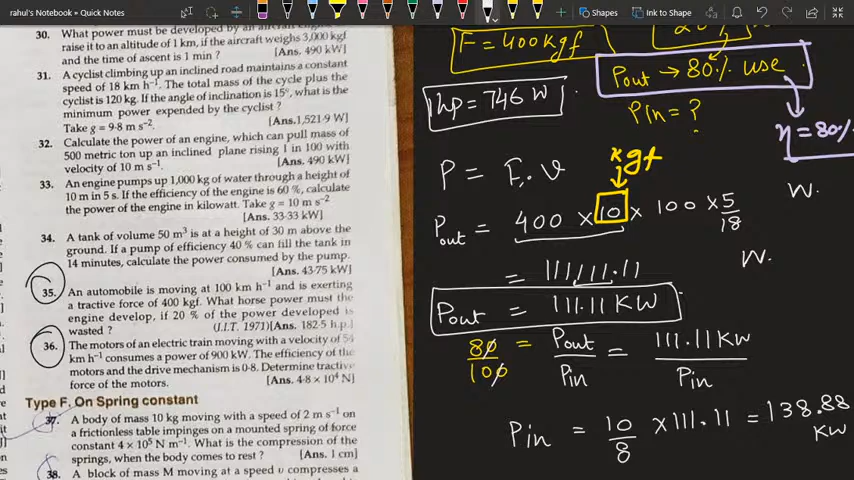 rahul's Notebook » Quick Notes
Shapes
Ink to Shape
30. What power must be developed by an aircraft engine
raise it to an altitude of 1 km, if the aircraft weighs 3,000 kgf
and the time of ascent is 1 min ? [Ans. 490 kW]
31. A cyclist climbing up an inclined road maintains a constant
speed of 18 km h⁻¹. The total mass of the cycle plus the
cyclist is 120 kg. If the angle of inclination is 15°, what is the
minimum power expended by the cyclist ?
Take g = 9·8 m s⁻². [Ans.1,521·9 W]
32. Calculate the power of an engine, which can pull mass of
500 metric ton up an inclined plane rising 1 in 100 with
velocity of 10 m s⁻¹. [Ans. 490 kW]
33. An engine pumps up 1,000 kg of water through a height of
10 m in 5 s. If the efficiency of the engine is 60 %, calculate
the power of the engine in kilowatt. Take g = 10 m s⁻²
[Ans. 33·33 kW]
34. A tank of volume 50 m³ is at a height of 30 m above the
ground. If a pump of efficiency 40 % can fill the tank in
14 minutes, calculate the power consumed by the pump.
[Ans. 43·75 kW]
35. An automobile is moving at 100 km h⁻¹ and is exerting
a tractive force of 400 kgf. What horse power must the
engine develop, if 20 % of the power developed is
wasted ? (I.I.T. 1971)[Ans. 182·5 h.p.]
36. The motors of an electric train moving with a velocity of 54
km h⁻¹ consumes a power of 900 kW. The efficiency of the
motors and the drive mechanism is 0·8. Determine tractive
force of the motors. [Ans. 4·8 × 10⁴ N]
Type F. On Spring constant
37. A body of mass 10 kg moving with a speed of 2 m s⁻¹ on
a frictionless table impinges on a mounted spring of force
constant 4 × 10⁵ N m⁻¹. What is the compression of the
springs, when the body comes to rest ? [Ans. 1 cm]
38. A block of mass M moving at a speed υ compresses a
F = 400 kgf
20%
Pout → 80% use
1hp = 746 W
Pin = ?
η = 80%
kgf
P = F. v
W.
Pout = 400 × 10 × 100 × 5/18
W.
= 111,111.11
Pout = 111.11 KW
80/100 = Pout/Pin = 111.11 KW/Pin
Pin = 10/8 × 111.11 = 138.88
KW